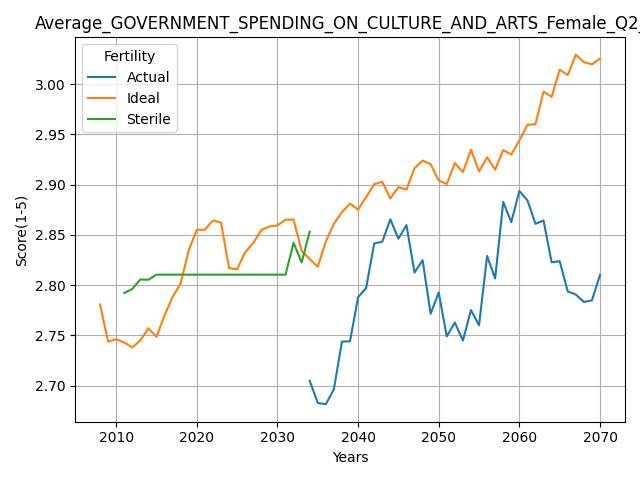 Average_GOVERNMENT_SPENDING_ON_CULTURE_AND_ARTS_Female_Q2_
Fertility
Actual
Ideal
Sterile
Score(1-5)
3.00
2.95
2.90
2.85
2.80
2.75
2.70
2010 2020 2030 2040 2050 2060 2070
Years